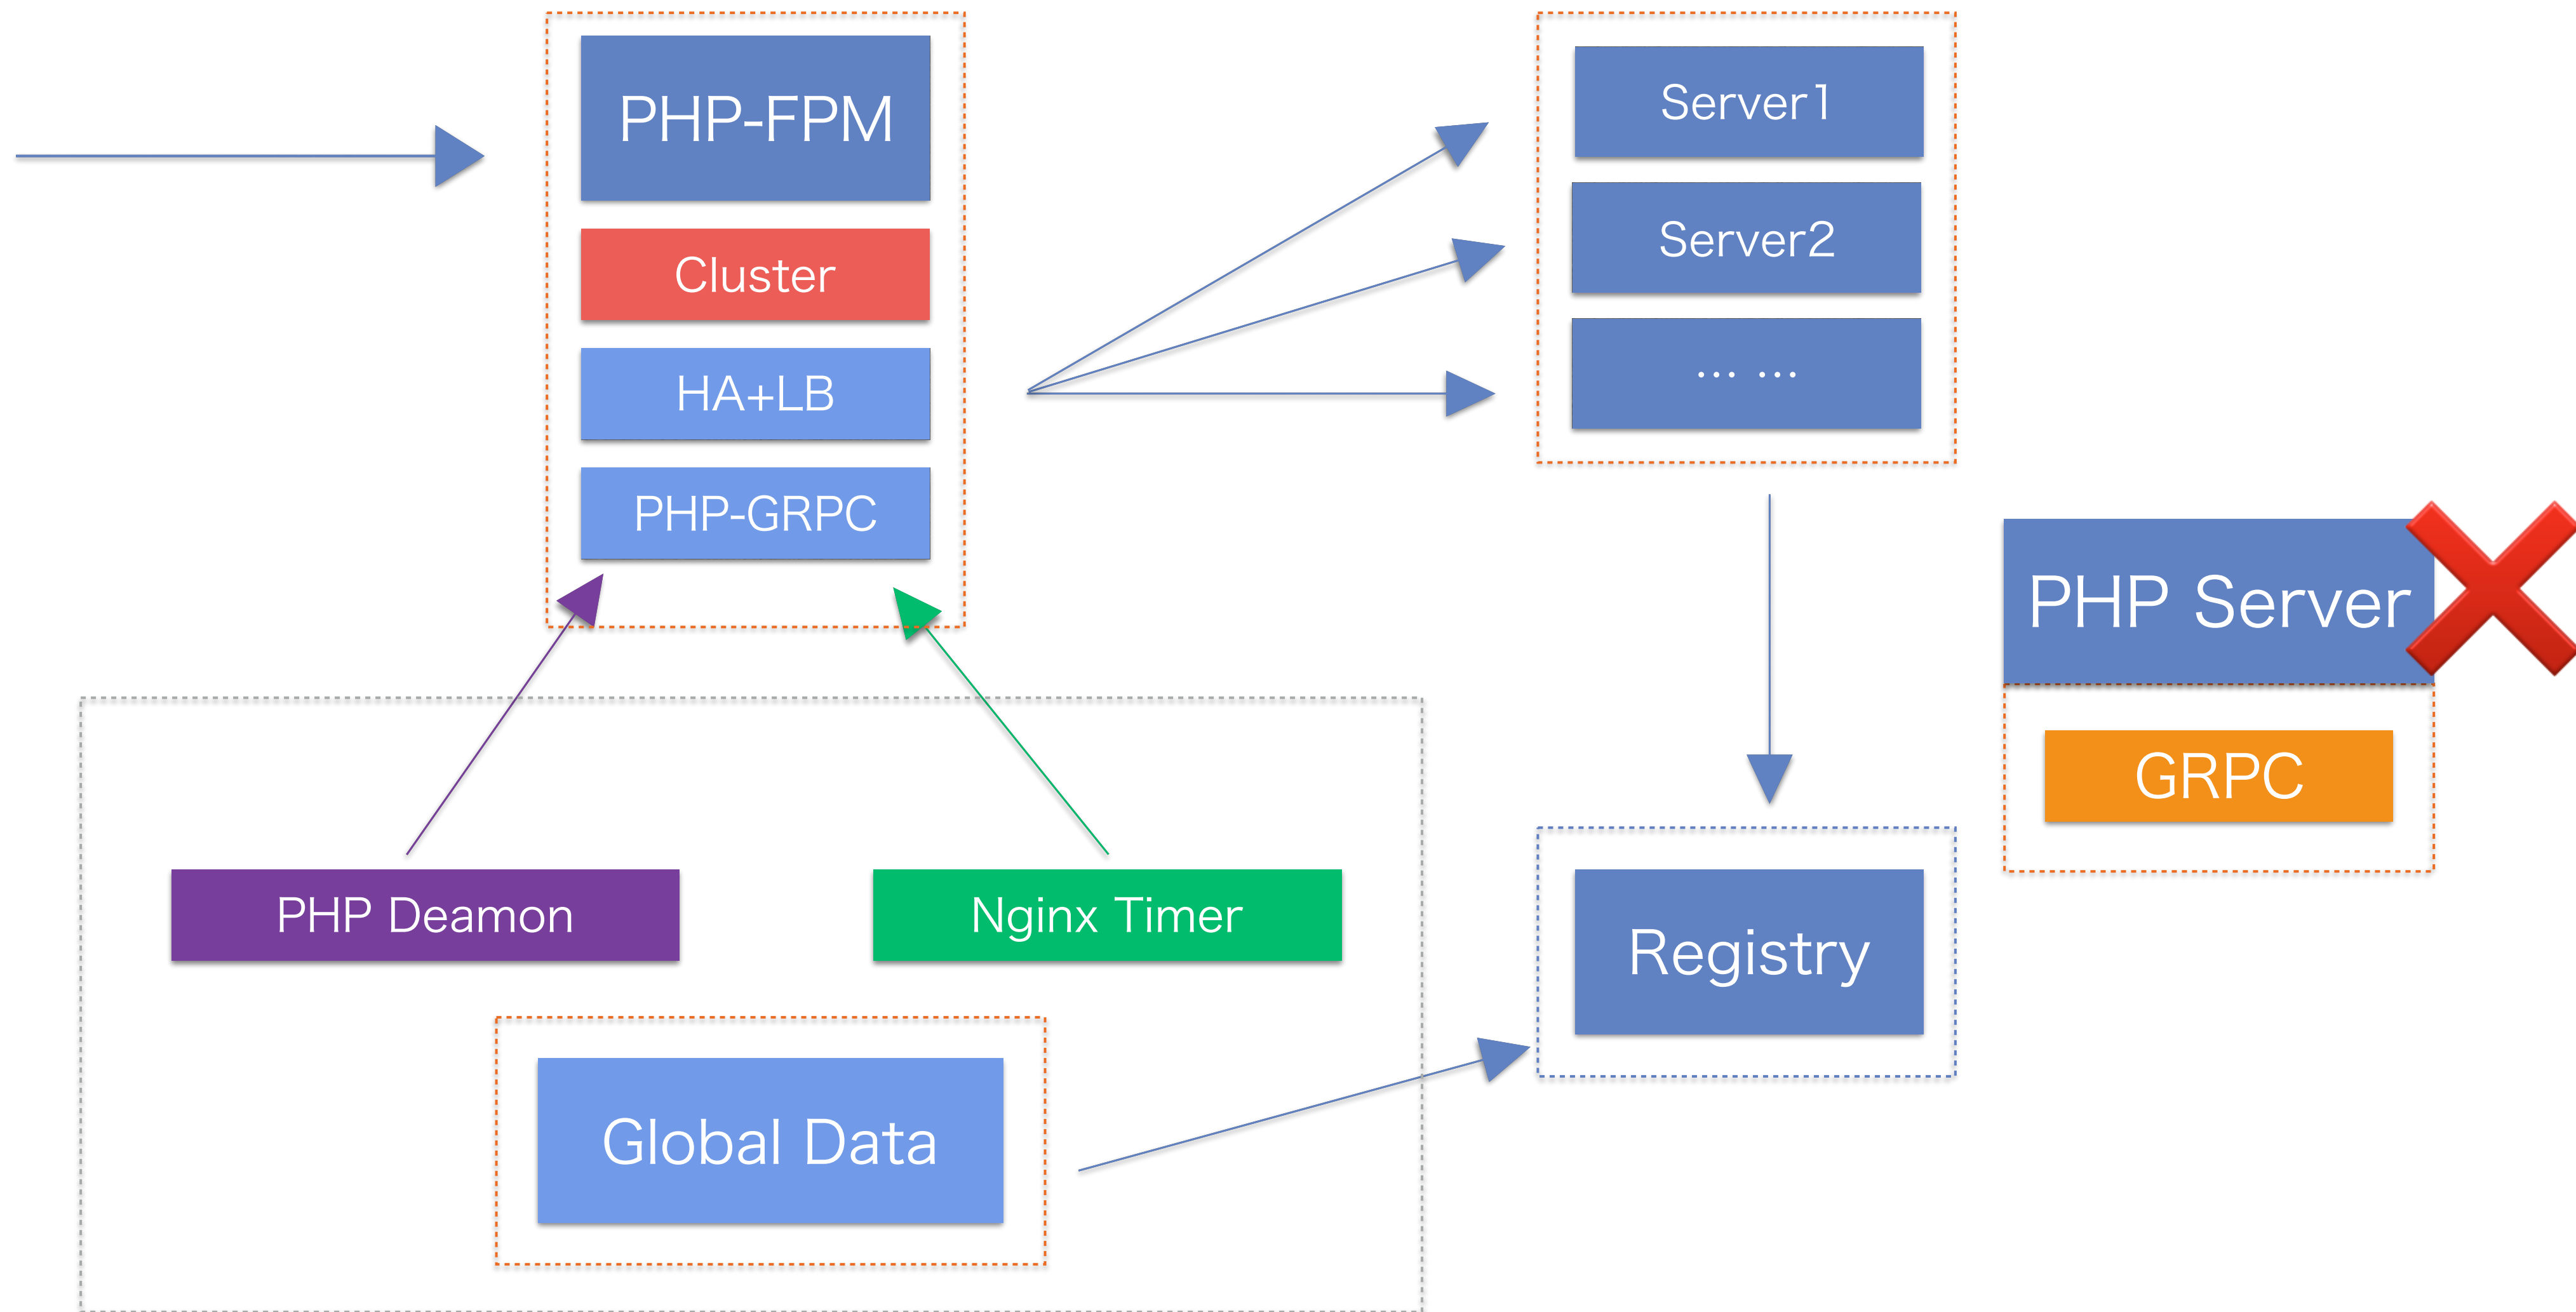 PHP-FPM
Cluster
HA+LB
PHP-GRPC
Server1
Server2
... ...
PHP Server
GRPC
PHP Deamon
Nginx Timer
Registry
Global Data